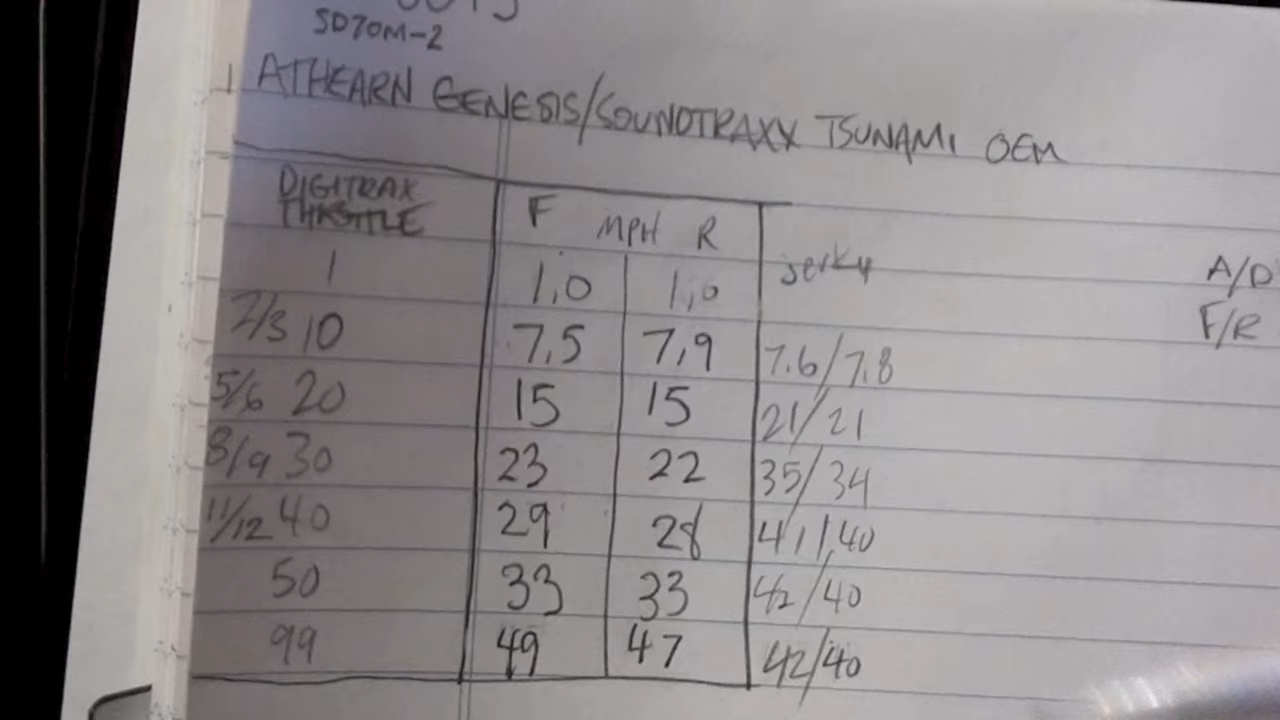 SD70M-2
1 ATHEARN GENESIS/SOUNDTRAXX TSUNAMI OEM
DIGITRAX F MPH R
THROTTLE
1 1,0 1,0 Jerky A/D
2/3 10 7,5 7,9 7.6/7.8 F/R
5/6 20 15 15 21/21
8/9 30 23 22 35/34
11/12 40 29 28 41/40
50 33 33 42/40
99 49 47 42/40